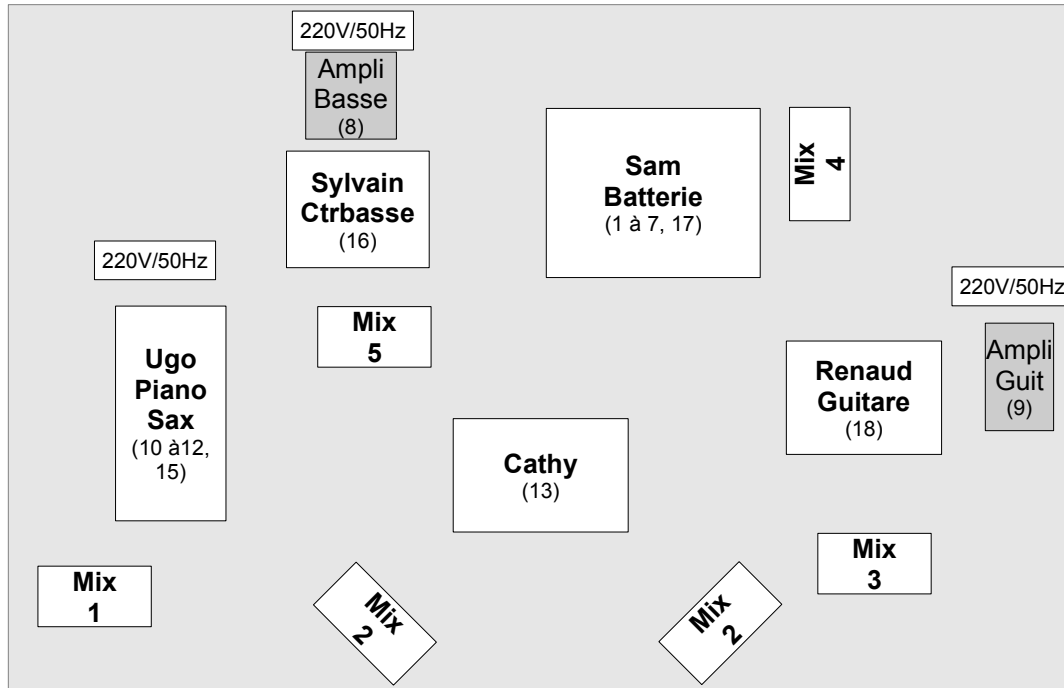 220V/50Hz
Ampli
Basse
(8)
Sylvain
Ctrbasse
(16)
Sam
Batterie
(1 à 7, 17)
Mix
4
220V/50Hz
220V/50Hz
Ugo
Piano
Sax
(10 à12,
15)
Mix
5
Renaud
Guitare
(18)
Ampli
Guit
(9)
Cathy
(13)
Mix
1
Mix
2
Mix
2
Mix
3